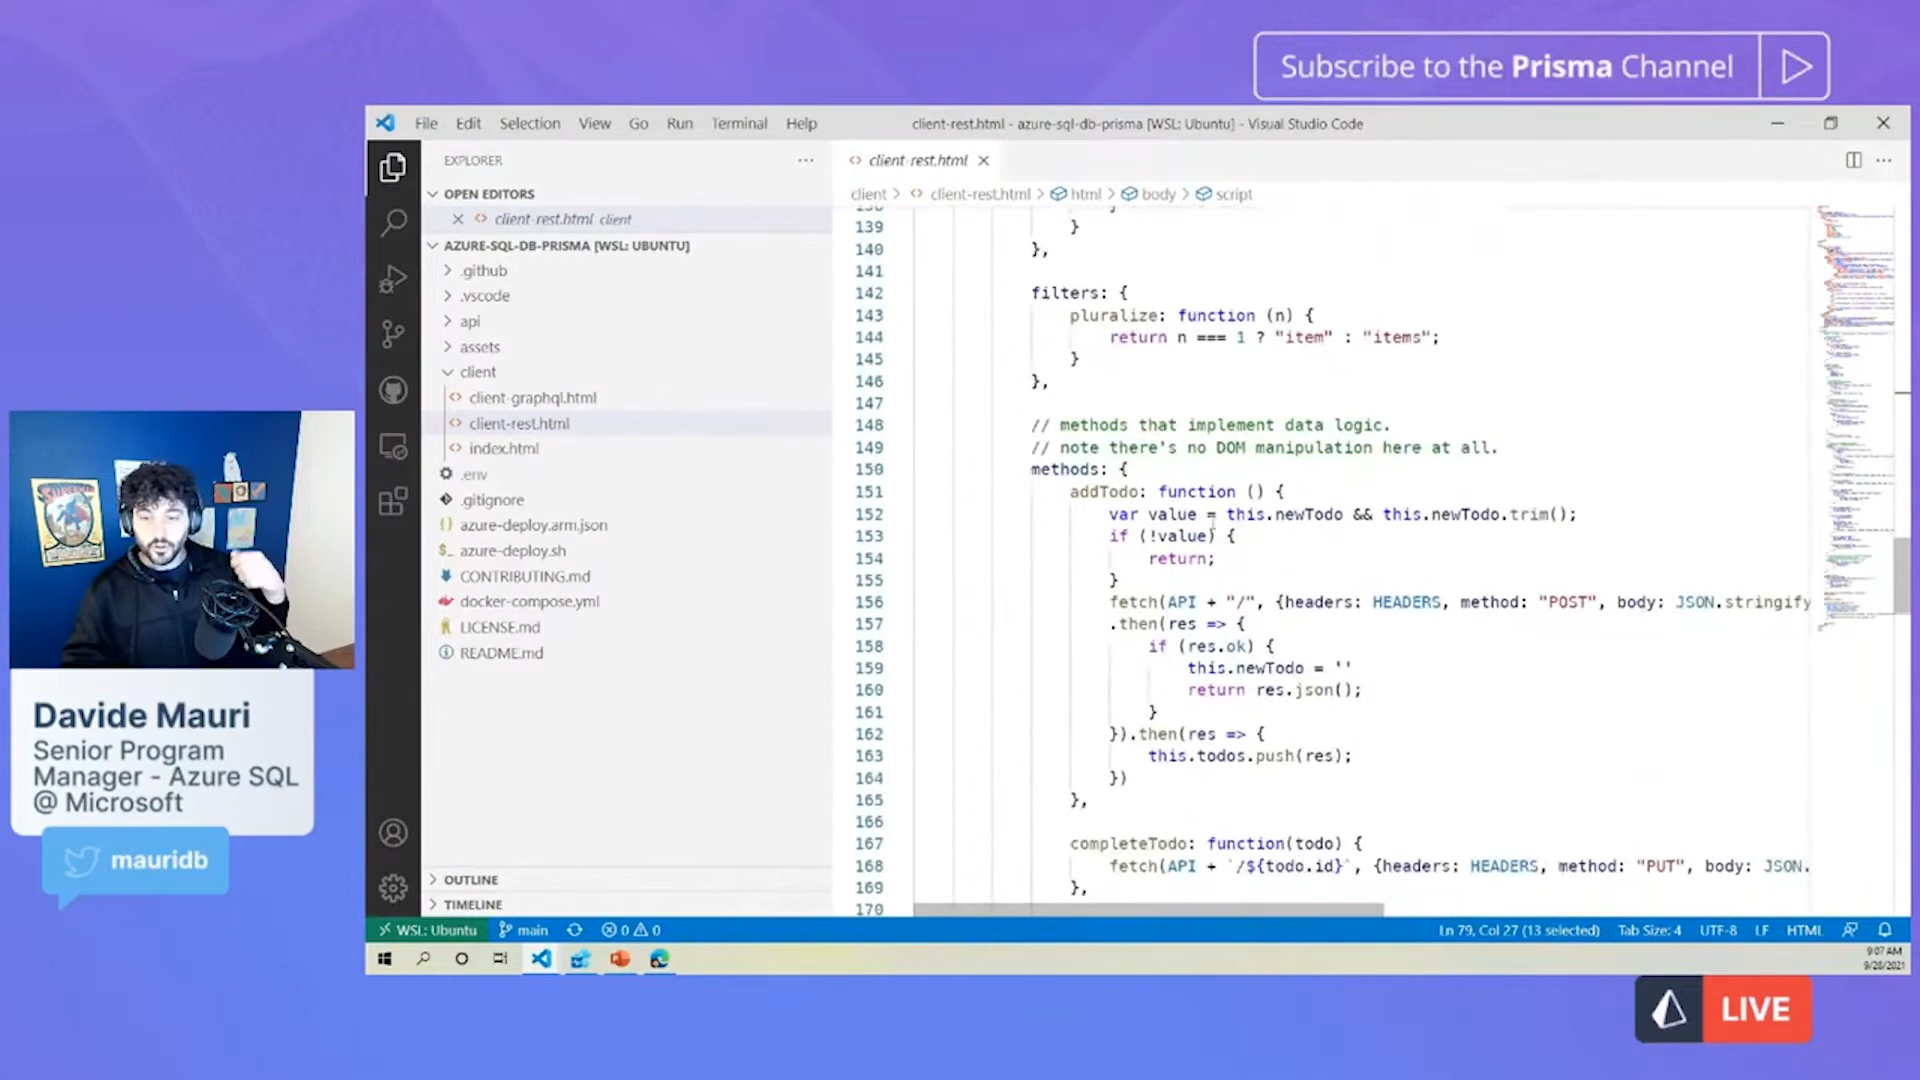 Subscribe to the Prisma Channel
File Edit Selection View Go Run Terminal Help
client-rest.html - azure-sql-db-prisma [WSL: Ubuntu] - Visual Studio Code
EXPLORER
OPEN EDITORS
client-rest.html client
AZURE-SQL-DB-PRISMA [WSL: UBUNTU]
.github
.vscode
api
assets
client
client-graphql.html
client-rest.html
index.html
.env
.gitignore
azure-deploy.arm.json
azure-deploy.sh
CONTRIBUTING.md
docker-compose.yml
LICENSE.md
README.md
OUTLINE
TIMELINE
client-rest.html
client > client-rest.html > html > body > script
139 }
140 },
141
142 filters: {
143 pluralize: function (n) {
144 return n === 1 ? "item" : "items";
145 }
146 },
147
148 // methods that implement data logic.
149 // note there's no DOM manipulation here at all.
150 methods: {
151 addTodo: function () {
152 var value = this.newTodo && this.newTodo.trim();
153 if (!value) {
154 return;
155 }
156 fetch(API + "/", {headers: HEADERS, method: "POST", body: JSON.stringify
157 .then(res => {
158 if (res.ok) {
159 this.newTodo = ''
160 return res.json();
161 }
162 }).then(res => {
163 this.todos.push(res);
164 })
165 },
166
167 completeTodo: function(todo) {
168 fetch(API + `/${todo.id}`, {headers: HEADERS, method: "PUT", body: JSON.
169 },
170
WSL: Ubuntu main 0 0 Ln 79, Col 27 (13 selected) Tab Size: 4 UTF-8 LF HTML
9:07 AM
9/28/2021
Davide Mauri
Senior Program
Manager - Azure SQL
@ Microsoft
mauridb
LIVE